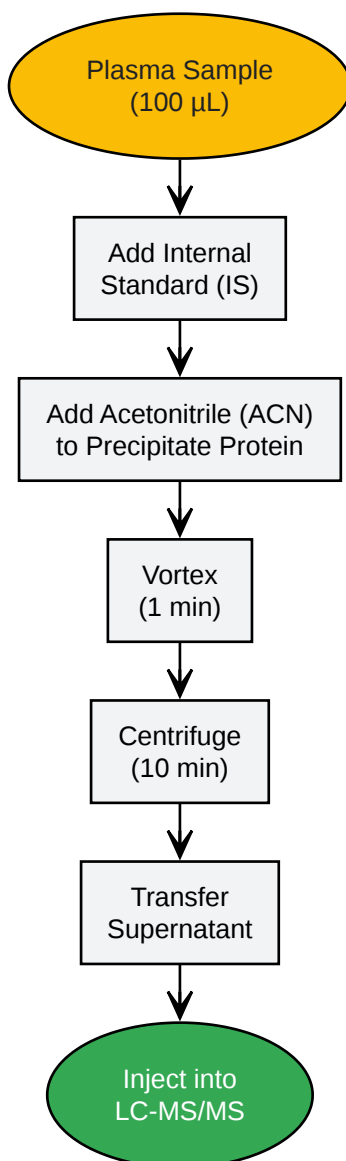 Plasma Sample
(100 µL)
Add Internal
Standard (IS)
Add Acetonitrile (ACN)
to Precipitate Protein
Vortex
(1 min)
Centrifuge
(10 min)
Transfer
Supernatant
Inject into
LC-MS/MS